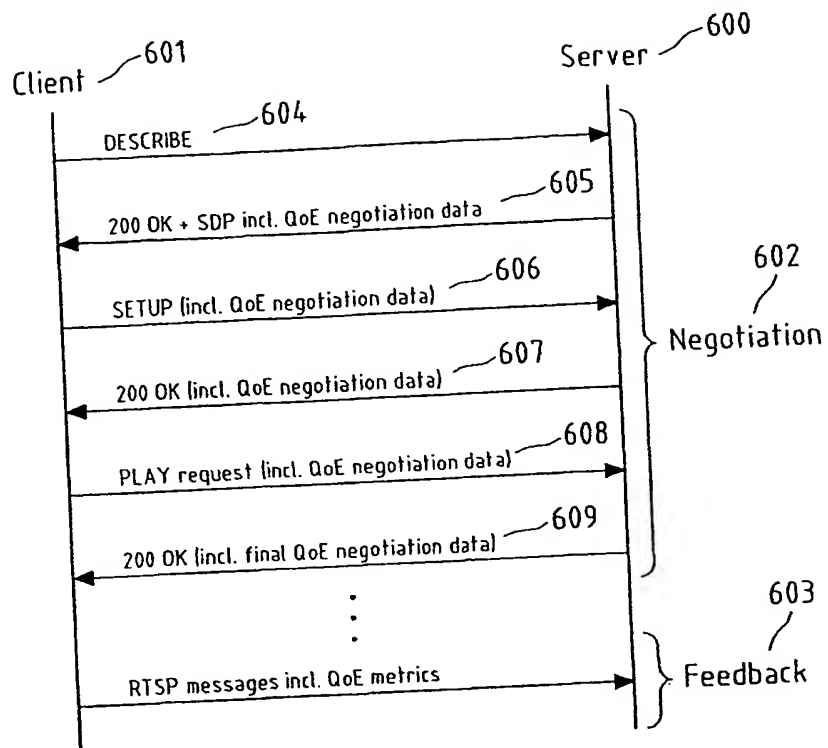 Client 601
Server 600
DESCRIBE 604
200 OK + SDP incl. QoE negotiation data 605
SETUP (incl. QoE negotiation data) 606
602
Negotiation
200 OK (incl. QoE negotiation data) 607
PLAY request (incl. QoE negotiation data) 608
200 OK (incl. final QoE negotiation data) 609
603
RTSP messages incl. QoE metrics
Feedback